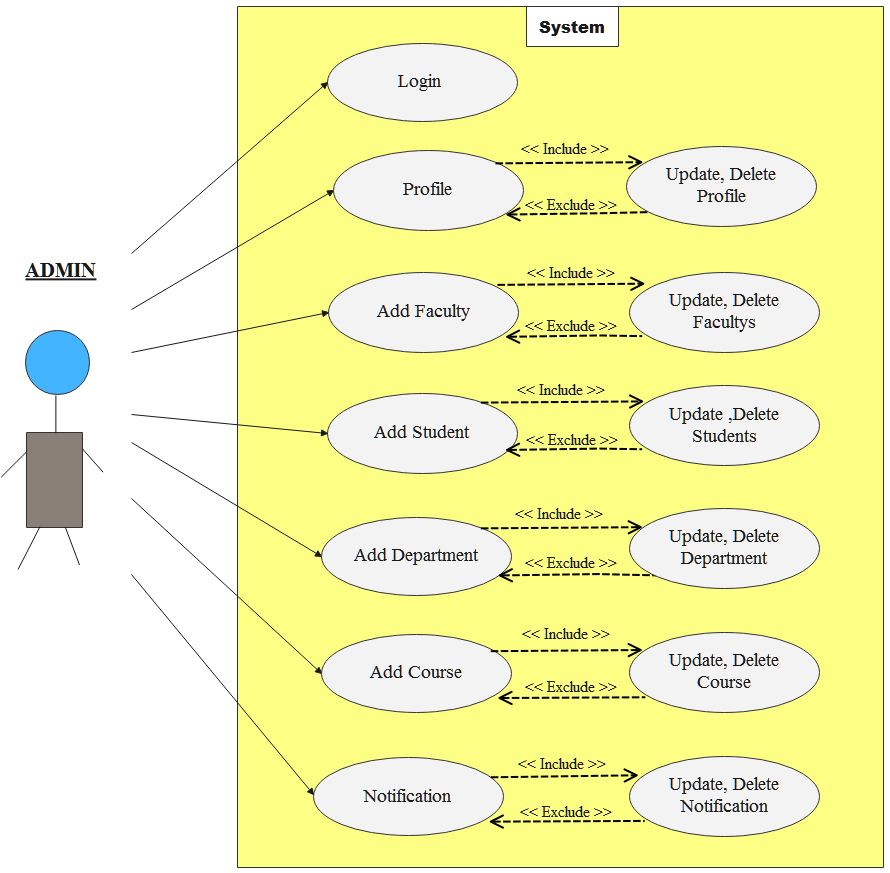 System
Login
<< Include >>
Profile
Update, Delete
Profile
<< Exclude >>
ADMIN
<< Include >>
Add Faculty
Update, Delete
Facultys
<< Exclude >>
<< Include >>
Add Student
Update ,Delete
Students
<< Exclude >>
<< Include >>
Add Department
Update, Delete
Department
<< Exclude >>
<< Include >>
Add Course
Update, Delete
Course
<< Exclude >>
<< Include >>
Notification
Update, Delete
Notification
<< Exclude >>